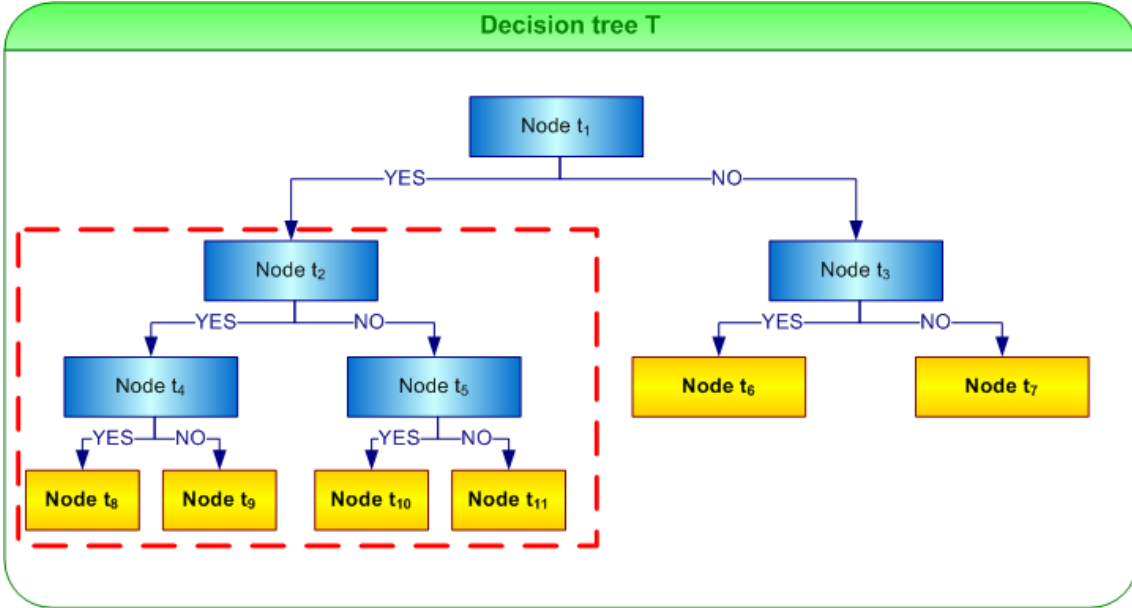 Decision tree T
Node t₁
YES
NO
Node t₂
Node t₃
YES
NO
YES
NO
Node t₄
Node t₅
Node t₆
Node t₇
YES
NO
YES
NO
Node t₈
Node t₉
Node t₁₀
Node t₁₁